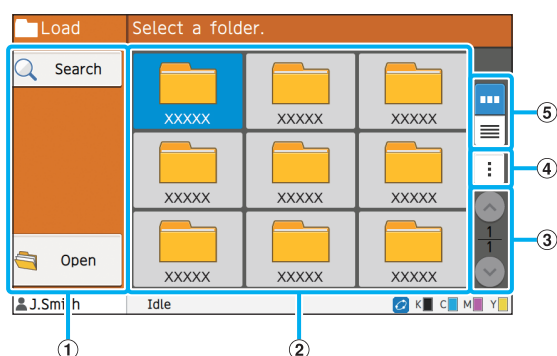 Load
Select a folder.
Search
XXXXX
XXXXX
XXXXX
5
4
XXXXX
XXXXX
XXXXX
3
1
1
Open
XXXXX
XXXXX
XXXXX
J.Smith
Idle
K C M Y
1
2